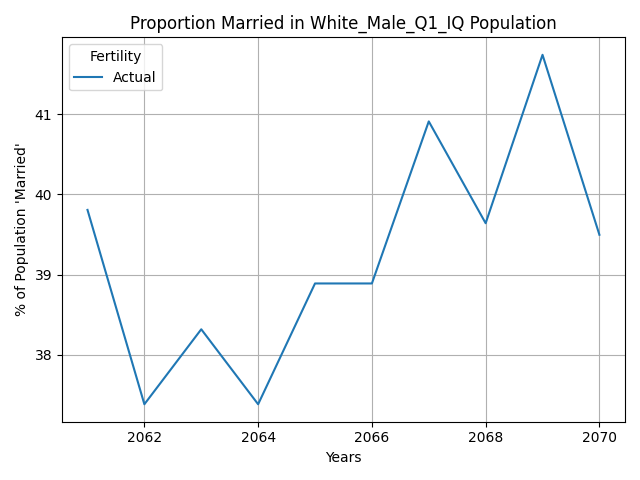 Proportion Married in White_Male_Q1_IQ Population
Fertility
Actual
% of Population 'Married'
41
40
39
38
2062 2064 2066 2068 2070
Years